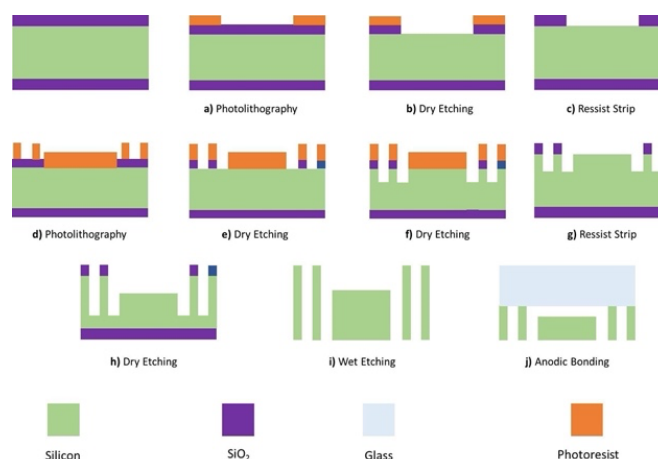 a) Photolithography
b) Dry Etching
c) Ressist Strip
d) Photolithography
e) Dry Etching
f) Dry Etching
g) Ressist Strip
h) Dry Etching
i) Wet Etching
j) Anodic Bonding
Silicon
SiO₂
Glass
Photoresist